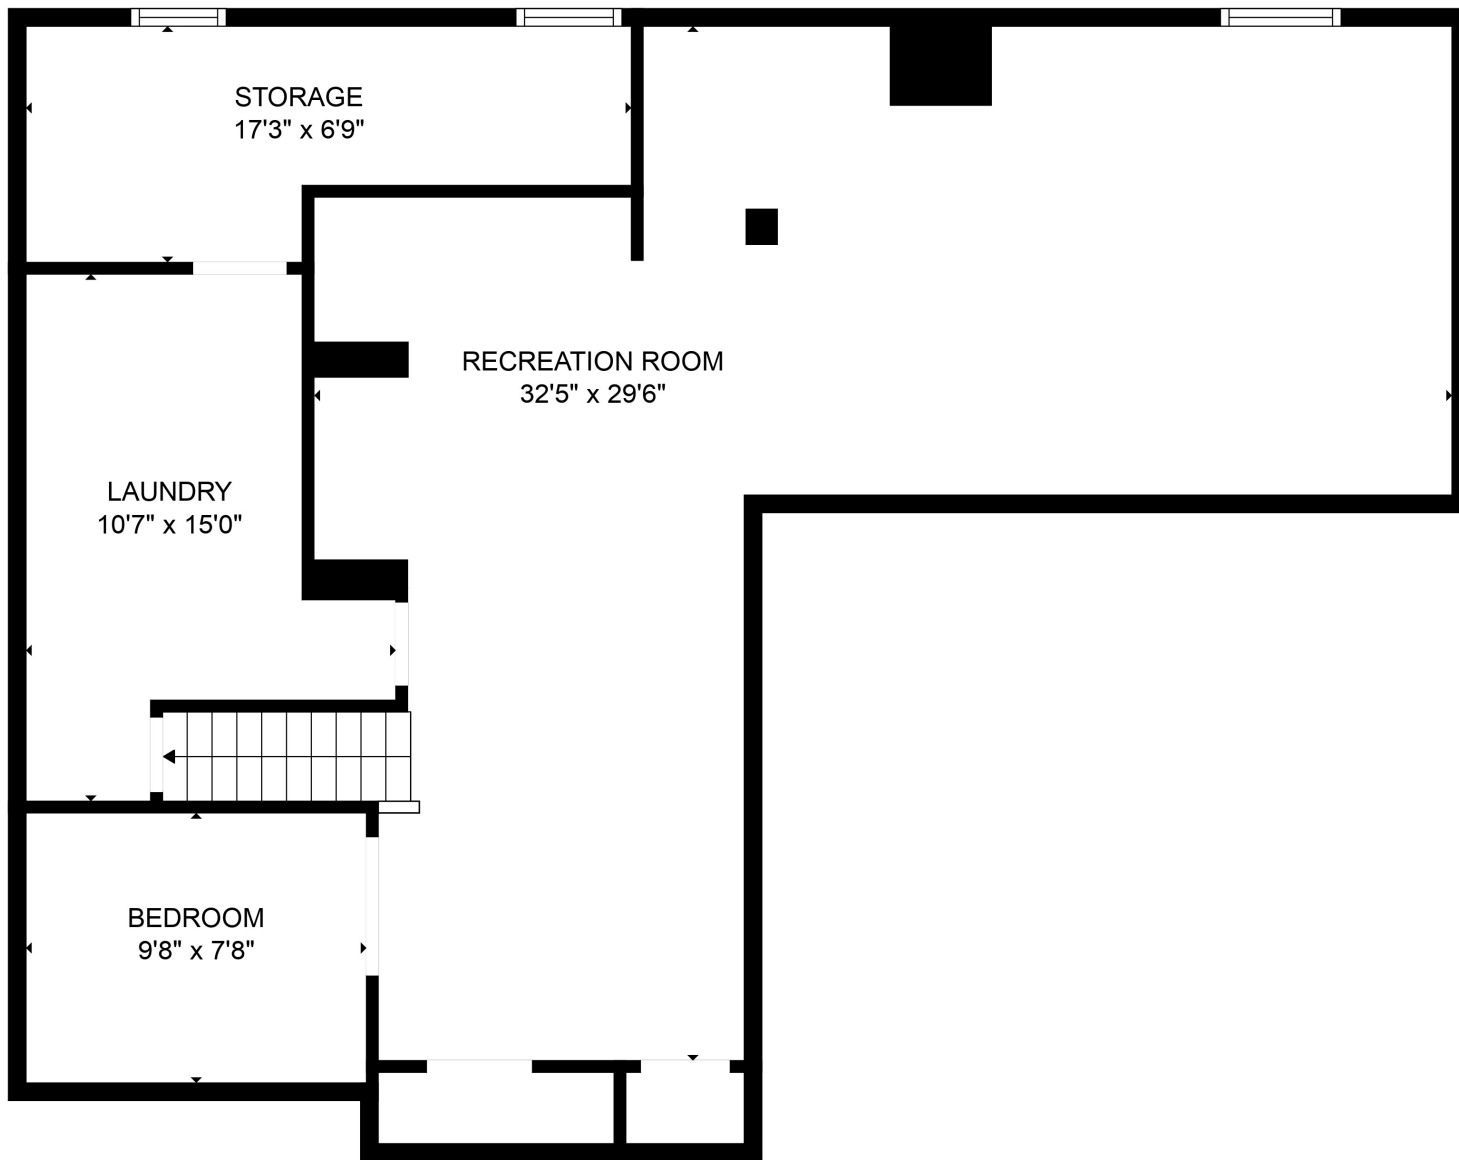 STORAGE
17'3" x 6'9"
RECREATION ROOM
32'5" x 29'6"
LAUNDRY
10'7" x 15'0"
BEDROOM
9'8" x 7'8"